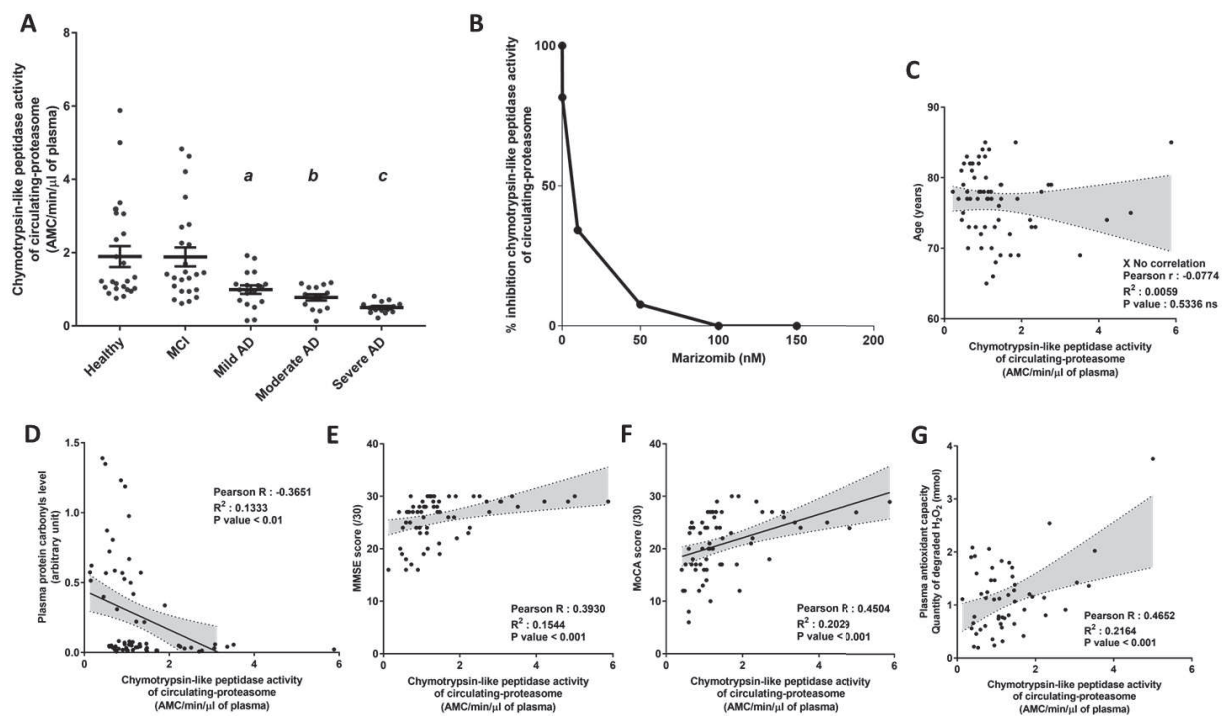 A
Chymotrypsin-like peptidase activity
of circulating-proteasome
(AMC/min/µl of plasma)
8
6
4
2
0
a
b
c
Healthy
MCI
Mild AD
Moderate AD
Severe AD
B
% inhibition chymotrypsin-like peptidase activity
of circulating-proteasome
100
50
0
0
50
100
150
200
Marizomib (nM)
C
Age (years)
90
80
70
60
0
2
4
6
X No correlation
Pearson r : -0.0774
R² : 0.0059
P value : 0.5336 ns
Chymotrypsin-like peptidase activity
of circulating-proteasome
(AMC/min/µl of plasma)
D
Plasma protein carbonyls level
(arbitrary unit)
1.5
1.0
0.5
0.0
0
2
4
6
Pearson R : -0.3651
R² : 0.1333
P value < 0.01
Chymotrypsin-like peptidase activity
of circulating-proteasome
(AMC/min/µl of plasma)
E
MMSE score (/30)
40
30
20
10
0
0
2
4
6
Pearson R : 0.3930
R² : 0.1544
P value < 0.001
Chymotrypsin-like peptidase activity
of circulating-proteasome
(AMC/min/µl of plasma)
F
MoCA score (/30)
40
30
20
10
0
0
2
4
6
Pearson R : 0.4504
R² : 0.2029
P value < 0.001
Chymotrypsin-like peptidase activity
of circulating-proteasome
(AMC/min/µl of plasma)
G
Plasma antioxidant capacity
Quantity of degraded H₂O₂ (mmol)
4
3
2
1
0
0
2
4
6
Pearson R : 0.4652
R² : 0.2164
P value < 0.001
Chymotrypsin-like peptidase activity
of circulating-proteasome
(AMC/min/µl of plasma)